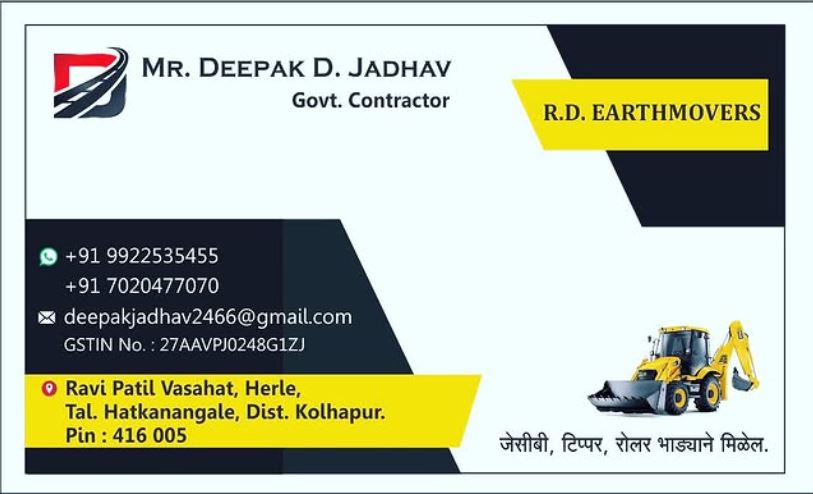 MR. DEEPAK D. JADHAV
Govt. Contractor
R.D. EARTHMOVERS
+91 9922535455
+91 7020477070
deepakjadhav2466@gmail.com
GSTIN No. : 27AAVPJ0248G1ZJ
Ravi Patil Vasahat, Herle,
Tal. Hatkanangale, Dist. Kolhapur.
Pin : 416 005
जेसीबी, टिप्पर, रोलर भाड्याने मिळेल.